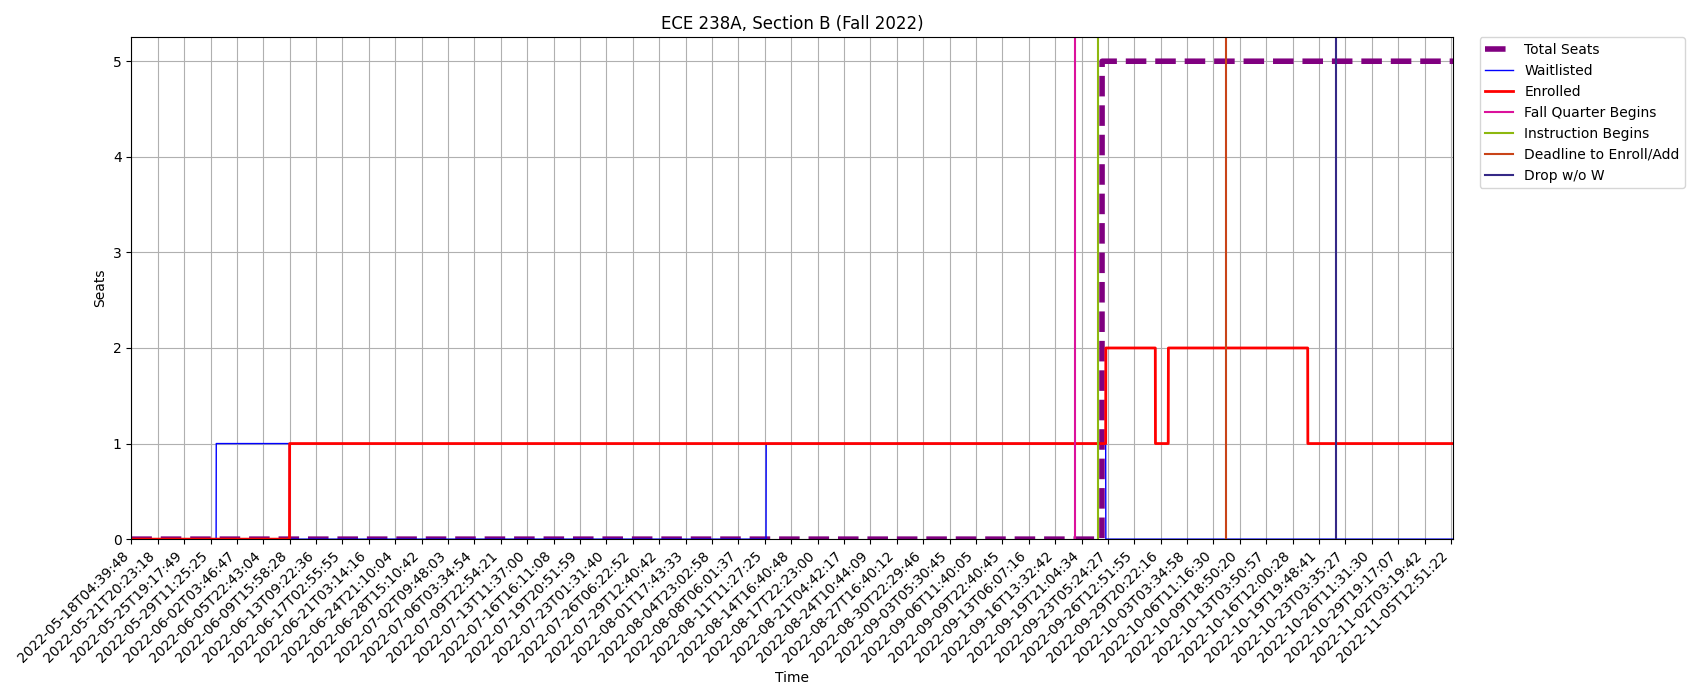 ECE 238A, Section B (Fall 2022)
Total Seats
Waitlisted
Enrolled
Fall Quarter Begins
Instruction Begins
Deadline to Enroll/Add
Drop w/o W
Seats
5
4
3
2
1
0
2022-05-18T04:39:48
2022-05-21T20:23:18
2022-05-25T19:17:49
2022-05-29T11:25:25
2022-06-02T03:46:47
2022-06-05T22:43:04
2022-06-09T15:58:28
2022-06-13T09:22:36
2022-06-17T02:55:55
2022-06-21T03:14:16
2022-06-24T21:10:04
2022-06-28T15:10:42
2022-07-02T09:48:03
2022-07-06T03:34:54
2022-07-09T22:54:21
2022-07-13T11:37:00
2022-07-16T16:11:08
2022-07-19T20:51:59
2022-07-23T01:31:40
2022-07-26T06:22:52
2022-07-29T12:40:42
2022-08-01T17:43:33
2022-08-04T23:02:58
2022-08-08T06:01:37
2022-08-11T11:27:25
2022-08-14T16:40:48
2022-08-17T22:23:00
2022-08-21T04:42:17
2022-08-24T10:44:09
2022-08-27T16:40:12
2022-08-30T22:29:46
2022-09-03T05:30:45
2022-09-06T11:40:05
2022-09-09T22:40:45
2022-09-13T06:07:16
2022-09-16T13:32:42
2022-09-19T21:04:34
2022-09-23T05:24:27
2022-09-26T12:51:55
2022-09-29T20:22:16
2022-10-03T03:34:58
2022-10-06T11:16:30
2022-10-09T18:50:20
2022-10-13T03:50:57
2022-10-16T12:00:28
2022-10-19T19:48:41
2022-10-23T03:35:27
2022-10-26T11:31:30
2022-10-29T19:17:07
2022-11-02T03:19:42
2022-11-05T12:51:22
Time